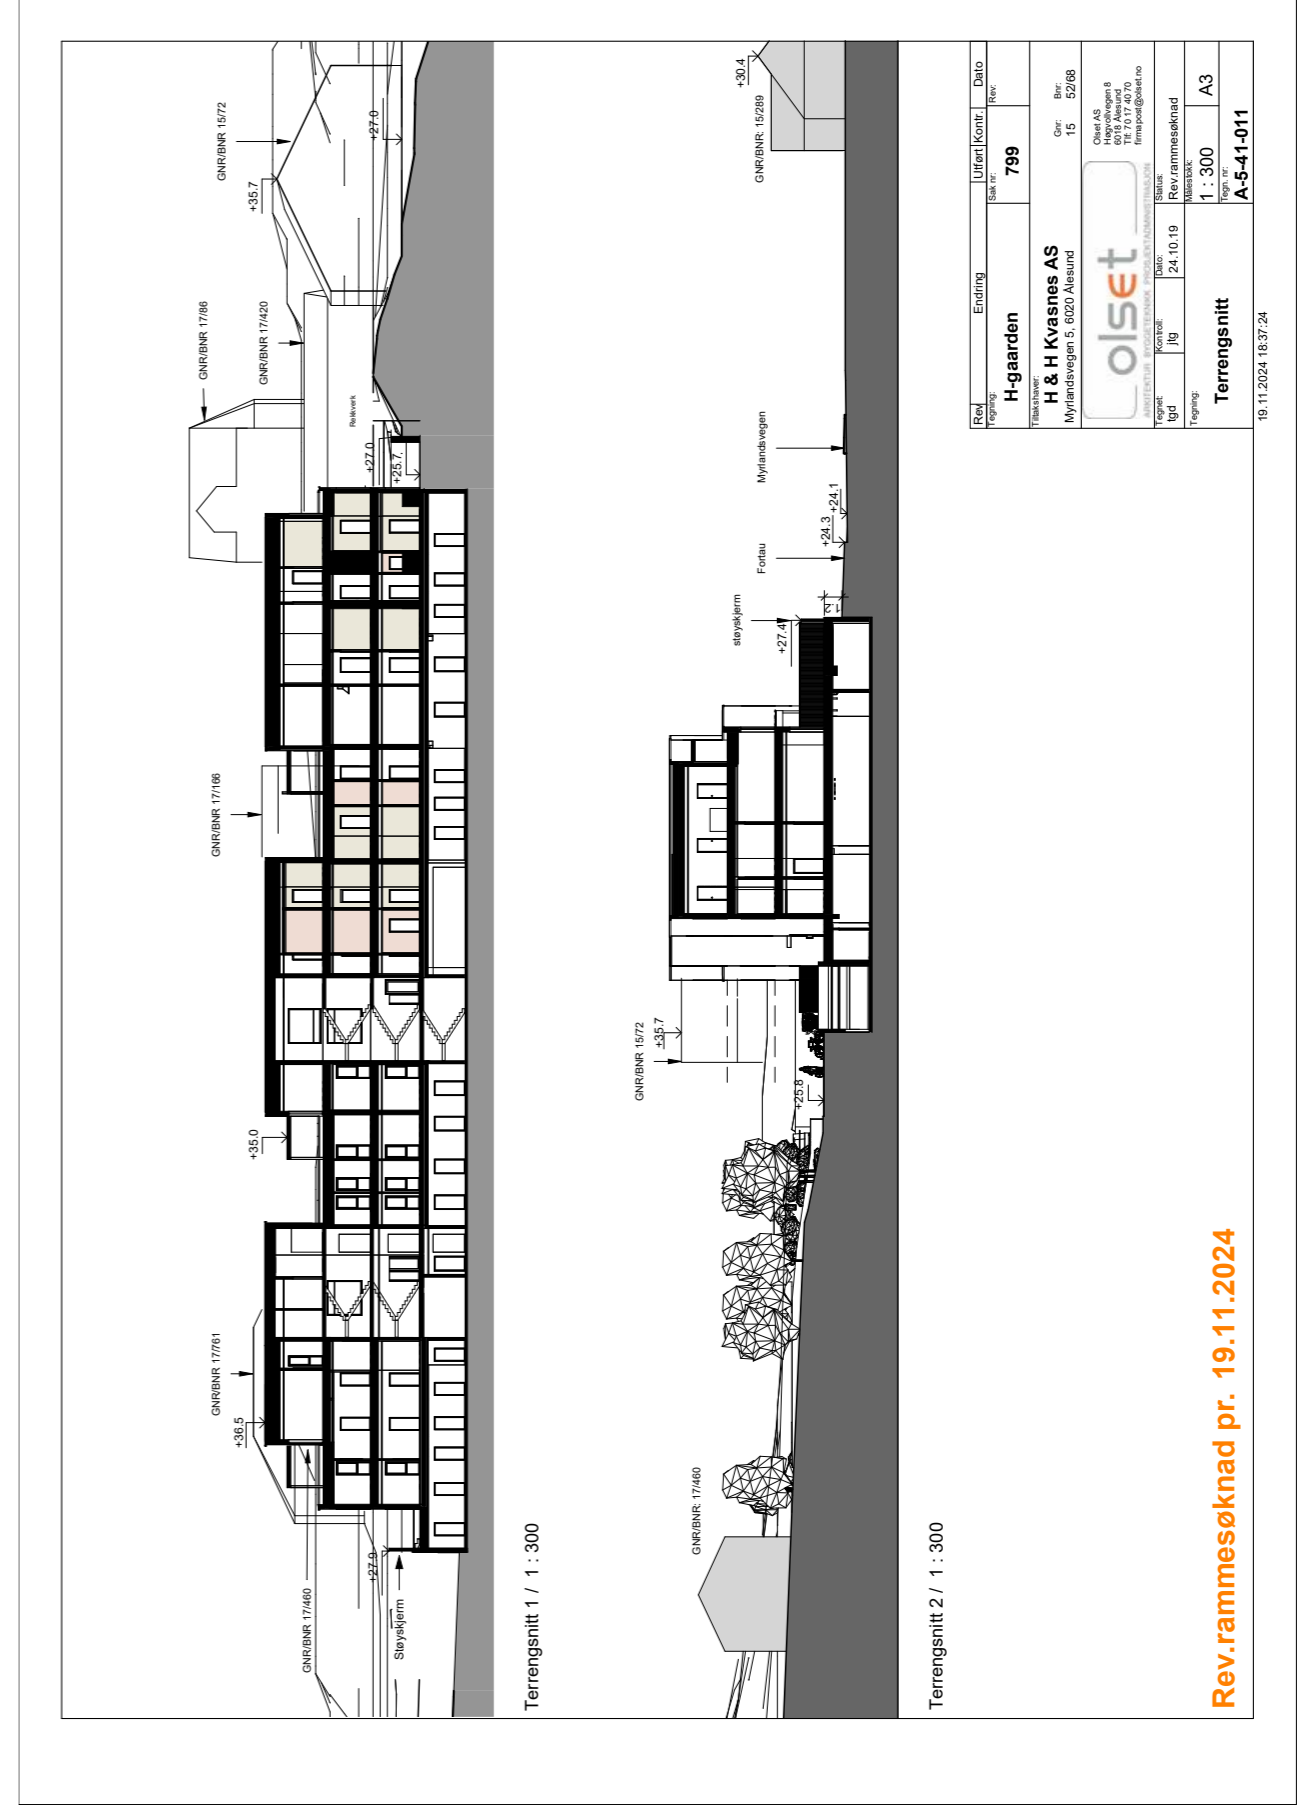 GNR/BNR 17/460
GNR/BNR 17/761
+36.5
+35.0
GNR/BNR 17/166
GNR/BNR 17/86
GNR/BNR 17/420
+35.7
GNR/BNR 15/72
Støyskjerm
+27.9
+25.7
+27.0
Rekkverk
+27.0
Terrengsnitt 1 / 1 : 300
GNR/BNR: 17/460
GNR/BNR 15/72
+35.7
+25.8
støyskjerm
+27.4
1.2
Fortau
+24.3
+24.1
Myrlandsvegen
GNR/BNR: 15/289
+30.4
Terrengsnitt 2 / 1 : 300
Rev.rammesøknad pr. 19.11.2024
Rev Endring Utført Kontr. Dato
Tegning: Sak nr: Rev:
H-gaarden 799
Tiltakshaver: Gnr: Bnr:
H & H Kvasnes AS 15 52/68
Myrlandsvegen 5, 6020 Ålesund
olset
ARKITEKTUR BYGGETEKNIKK PROSJEKTADMINISTRASJON
Olset AS
Høgvollvegen 8
6018 Ålesund
Tlf: 70 17 40 70
firmapost@olset.no
Tegnet: Kontroll: Dato: Status:
tgd jtg 24.10.19 Rev.rammesøknad
Tegning: Målestokk:
Terrengsnitt 1 : 300 A3
Tegn. nr:
A-5-41-011
19.11.2024 18:37:24